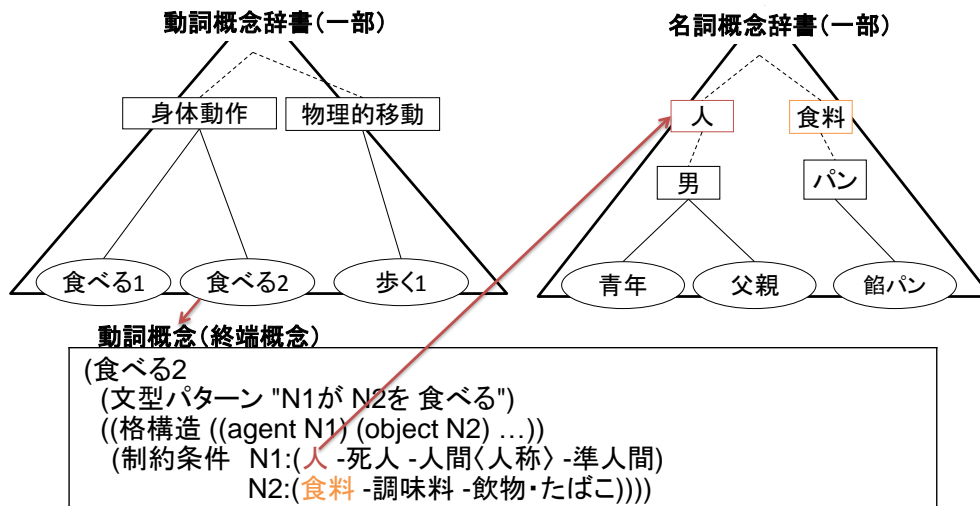 動詞概念辞書(一部)
名詞概念辞書(一部)
身体動作
物理的移動
人
食料
男
パン
食べる1
食べる2
歩く1
青年
父親
餡パン
動詞概念(終端概念)
(食べる2
(文型パターン "N1が N2を 食べる")
((格構造 ((agent N1) (object N2) …))
(制約条件 N1:(人 -死人 -人間〈人称〉 -準人間)
N2:(食料 -調味料 -飲物・たばこ))))